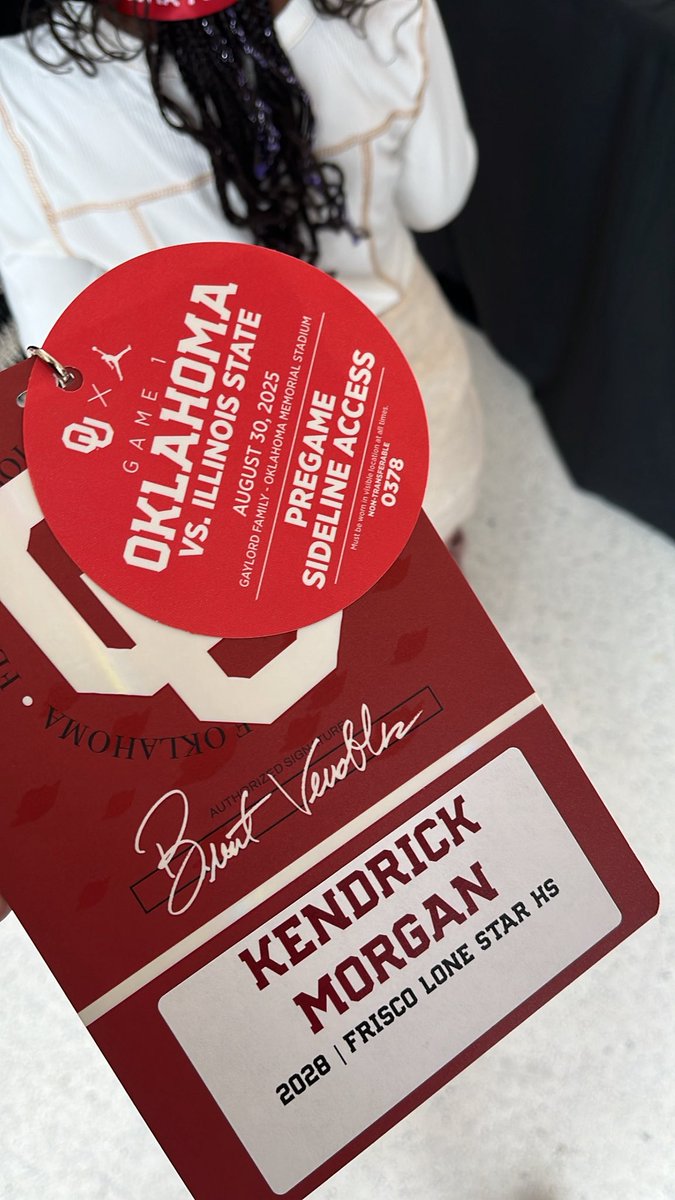 OU X
GAME 1
OKLAHOMA
VS. ILLINOIS STATE
AUGUST 30, 2025
GAYLORD FAMILY - OKLAHOMA MEMORIAL STADIUM
PREGAME
SIDELINE ACCESS
Must be worn in visible location at all times.
NON-TRANSFERABLE
0378
OKLAHOMA
AUTHORIZED SIGNATURE
Brent Venables
KENDRICK
MORGAN
2028 | FRISCO LONE STAR HS